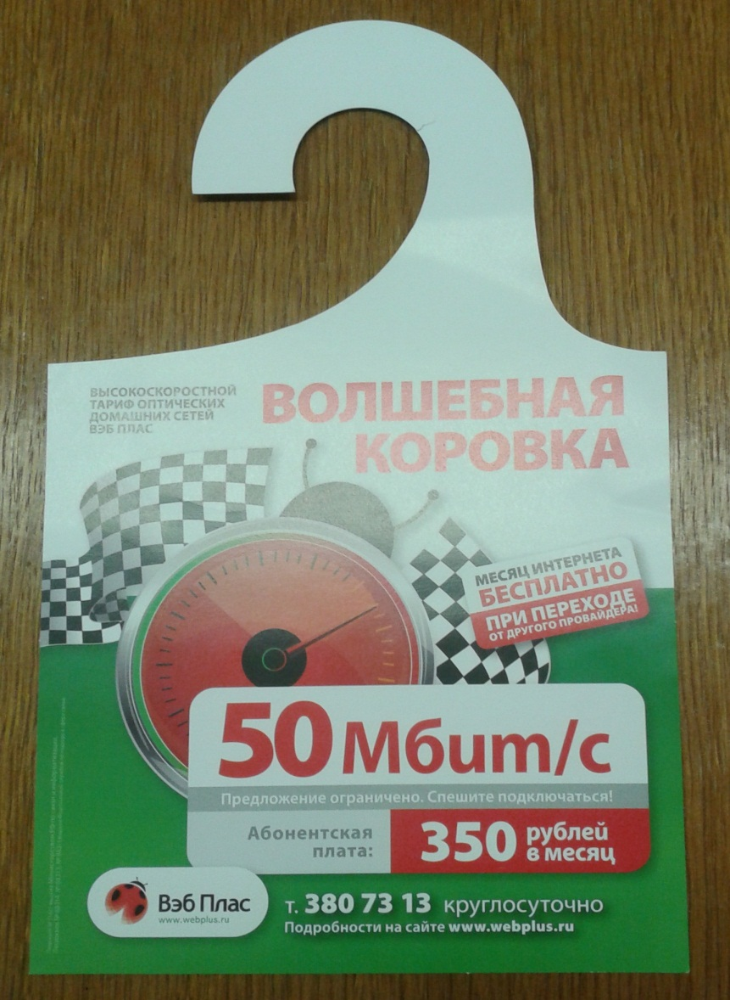 ВЫСОКОСКОРОСТНОЙ
ТАРИФ ОПТИЧЕСКИХ
ДОМАШНИХ СЕТЕЙ
ВЭБ ПЛАС
ВОЛШЕБНАЯ
КОРОВКА
МЕСЯЦ ИНТЕРНЕТА
БЕСПЛАТНО
ПРИ ПЕРЕХОДЕ
ОТ ДРУГОГО ПРОВАЙДЕРА!
50 Мбит/с
Предложение ограничено. Спешите подключаться!
Абонентская
плата:
350 рублей
в месяц
Вэб Плас
www.webplus.ru
т. 380 73 13 круглосуточно
Подробности на сайте www.webplus.ru